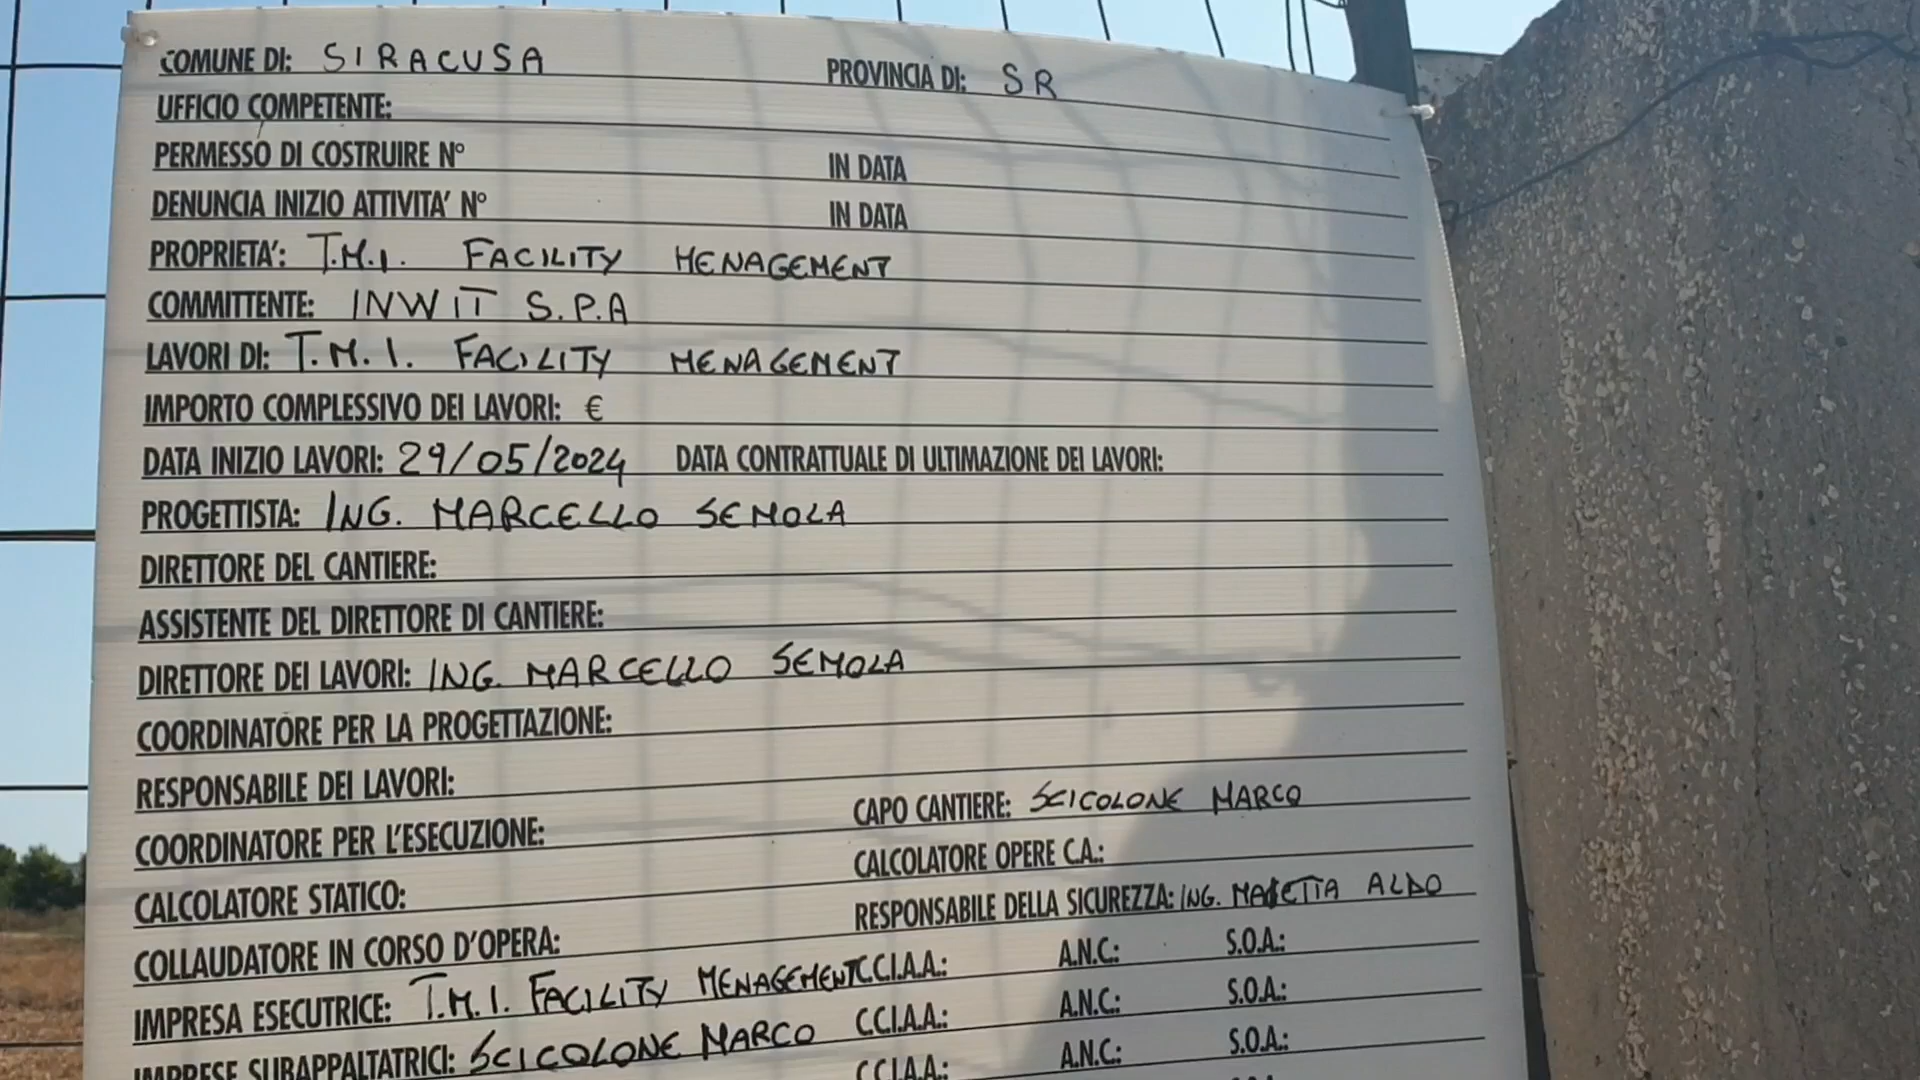 COMUNE DI: SIRACUSA PROVINCIA DI: SR
UFFICIO COMPETENTE:
PERMESSO DI COSTRUIRE N° IN DATA
DENUNCIA INIZIO ATTIVITA' N° IN DATA
PROPRIETA': T.M.I. FACILITY MENAGEMENT
COMMITTENTE: INWIT S.P.A
LAVORI DI: T.M.I. FACILITY MENAGEMENT
IMPORTO COMPLESSIVO DEI LAVORI: €
DATA INIZIO LAVORI: 29/05/2024 DATA CONTRATTUALE DI ULTIMAZIONE DEI LAVORI:
PROGETTISTA: ING. MARCELLO SEMOLA
DIRETTORE DEL CANTIERE:
ASSISTENTE DEL DIRETTORE DI CANTIERE:
DIRETTORE DEI LAVORI: ING. MARCELLO SEMOLA
COORDINATORE PER LA PROGETTAZIONE:
RESPONSABILE DEI LAVORI:
COORDINATORE PER L'ESECUZIONE: CAPO CANTIERE: SCICOLONE MARCO
CALCOLATORE STATICO: CALCOLATORE OPERE C.A.:
COLLAUDATORE IN CORSO D'OPERA: RESPONSABILE DELLA SICUREZZA: ING. ALDO
IMPRESA ESECUTRICE: T.M.I. FACILITY MENAGEMENT C.C.I.A.A.: A.N.C.: S.O.A.:
IMPRESE SUBAPPALTATRICI: SCICOLONE MARCO C.C.I.A.A.: A.N.C.: S.O.A.:
C.C.I.A.A.: A.N.C.: S.O.A.: